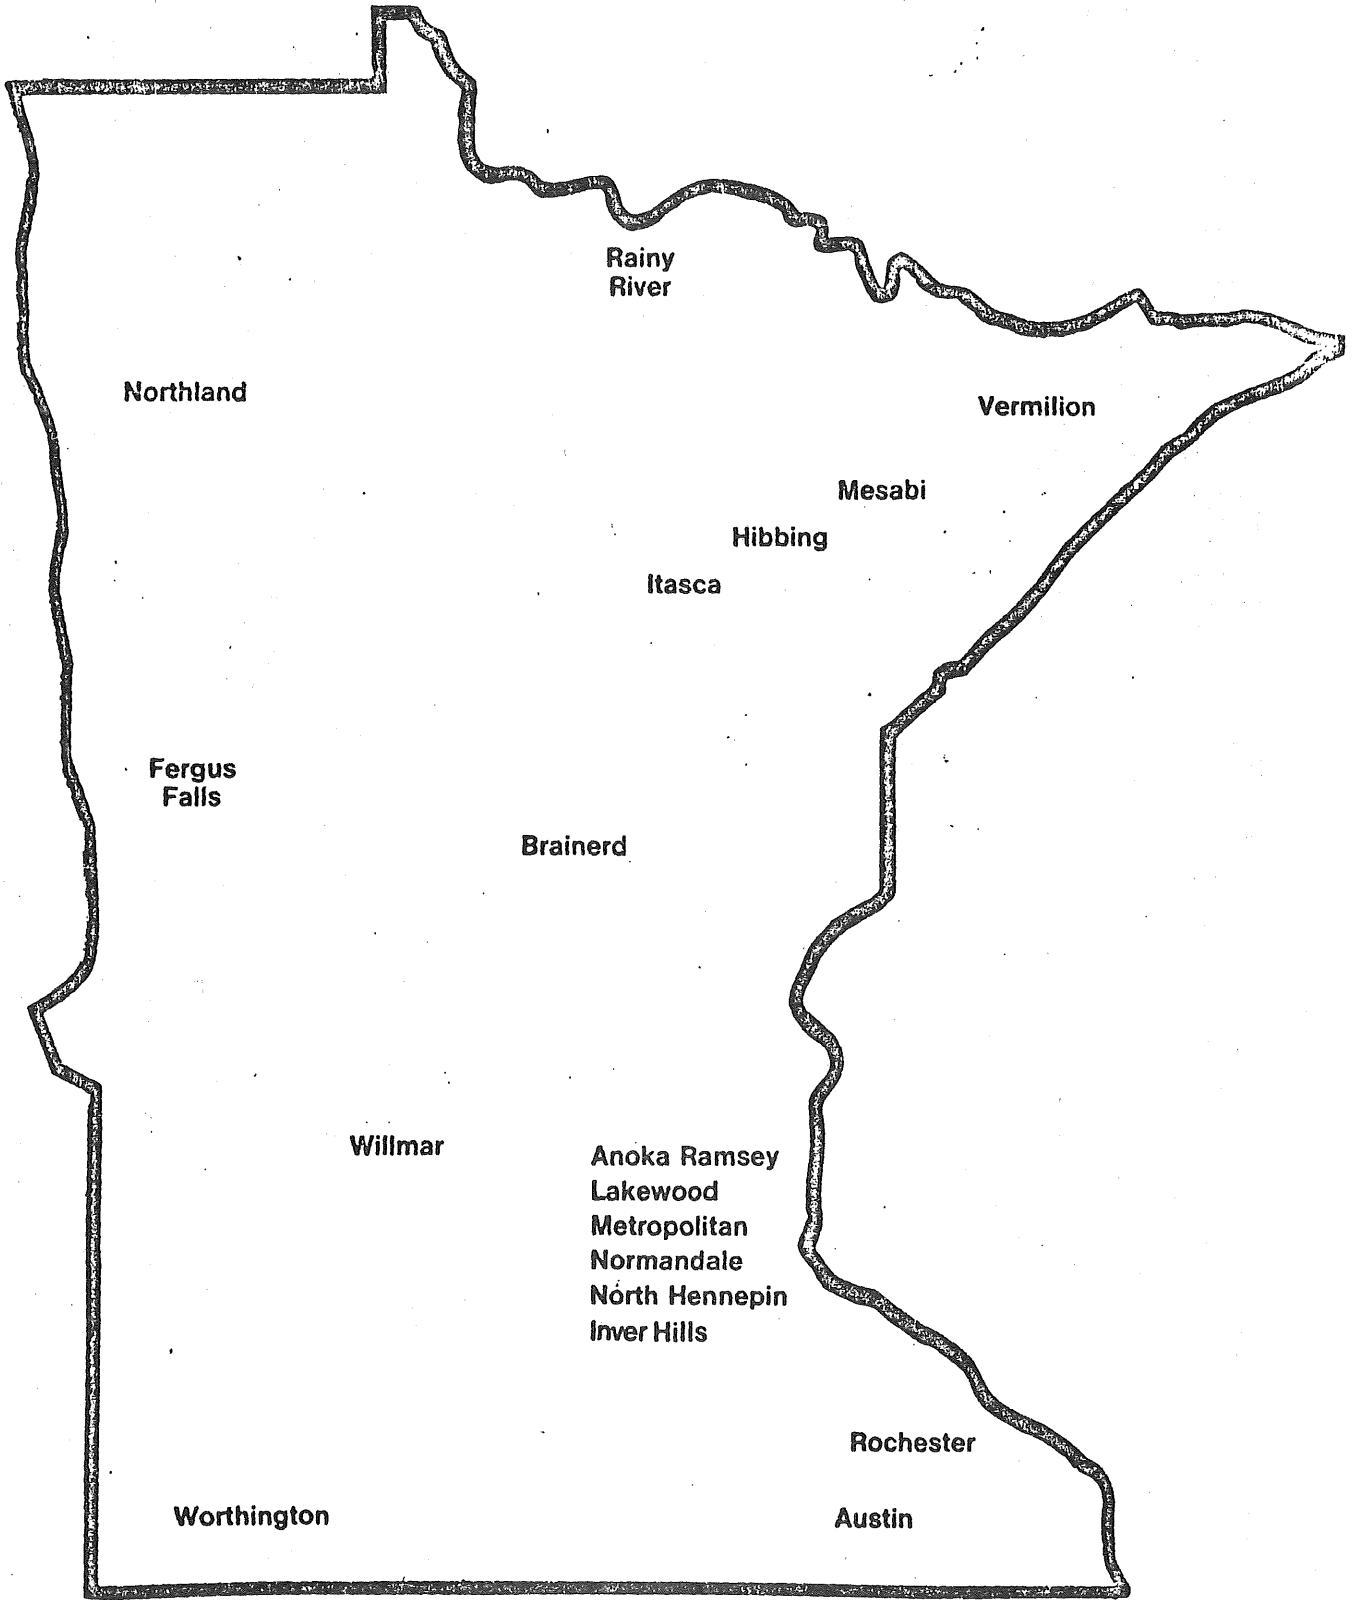 Rainy
River
Northland
Vermilion
Mesabi
Hibbing
Itasca
Fergus
Falls
Brainerd
Willmar
Anoka Ramsey
Lakewood
Metropolitan
Normandale
North Hennepin
Inver Hills
Rochester
Worthington
Austin